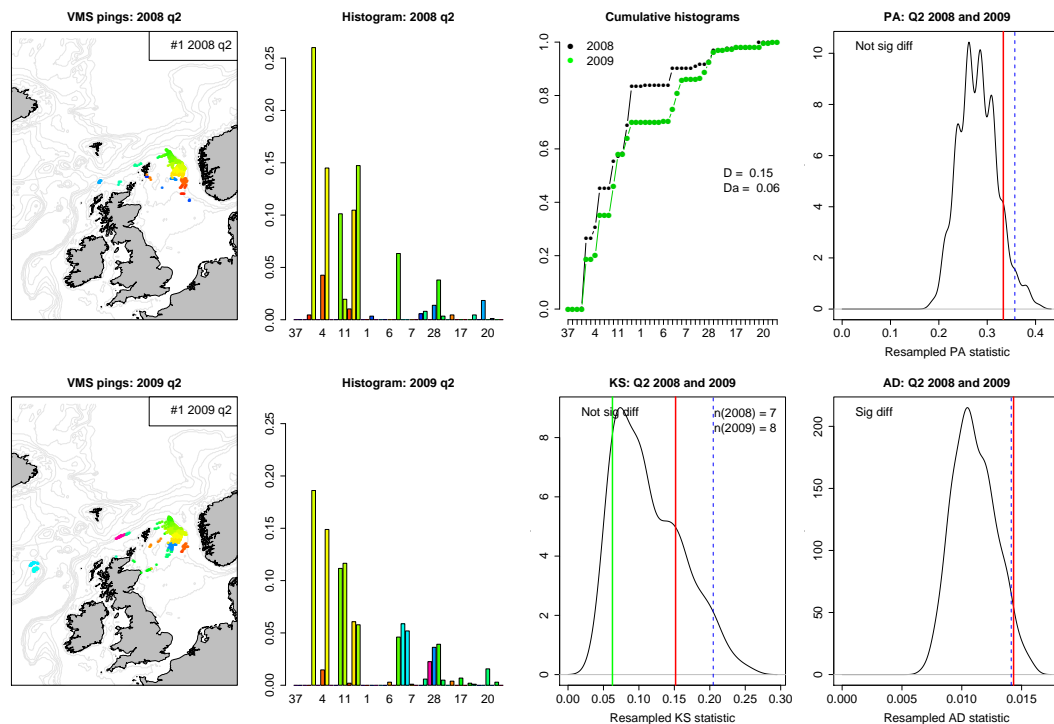 VMS pings: 2008 q2
#1 2008 q2
Histogram: 2008 q2
0.25
0.20
0.15
0.10
0.05
0.00
37 4 11 1 6 7 28 20
Cumulative histograms
2008
2009
D = 0.15
Da = 0.06
1.0
0.8
0.6
0.4
0.2
0.0
37 4 11 1 6 7 28 20
PA: Q2 2008 and 2009
Not sig diff
10
8
6
4
2
0
0.0 0.1 0.2 0.3 0.4
Resampled PA statistic
VMS pings: 2009 q2
#1 2009 q2
Histogram: 2009 q2
0.25
0.20
0.15
0.10
0.05
0.00
37 4 11 1 6 7 28 20
KS: Q2 2008 and 2009
Not sig diff
n(2008) = 7
n(2009) = 8
8
6
4
2
0
0.00 0.05 0.10 0.15 0.20 0.25 0.30
Resampled KS statistic
AD: Q2 2008 and 2009
Sig diff
200
150
100
50
0
0.000 0.005 0.010 0.015
Resampled AD statistic